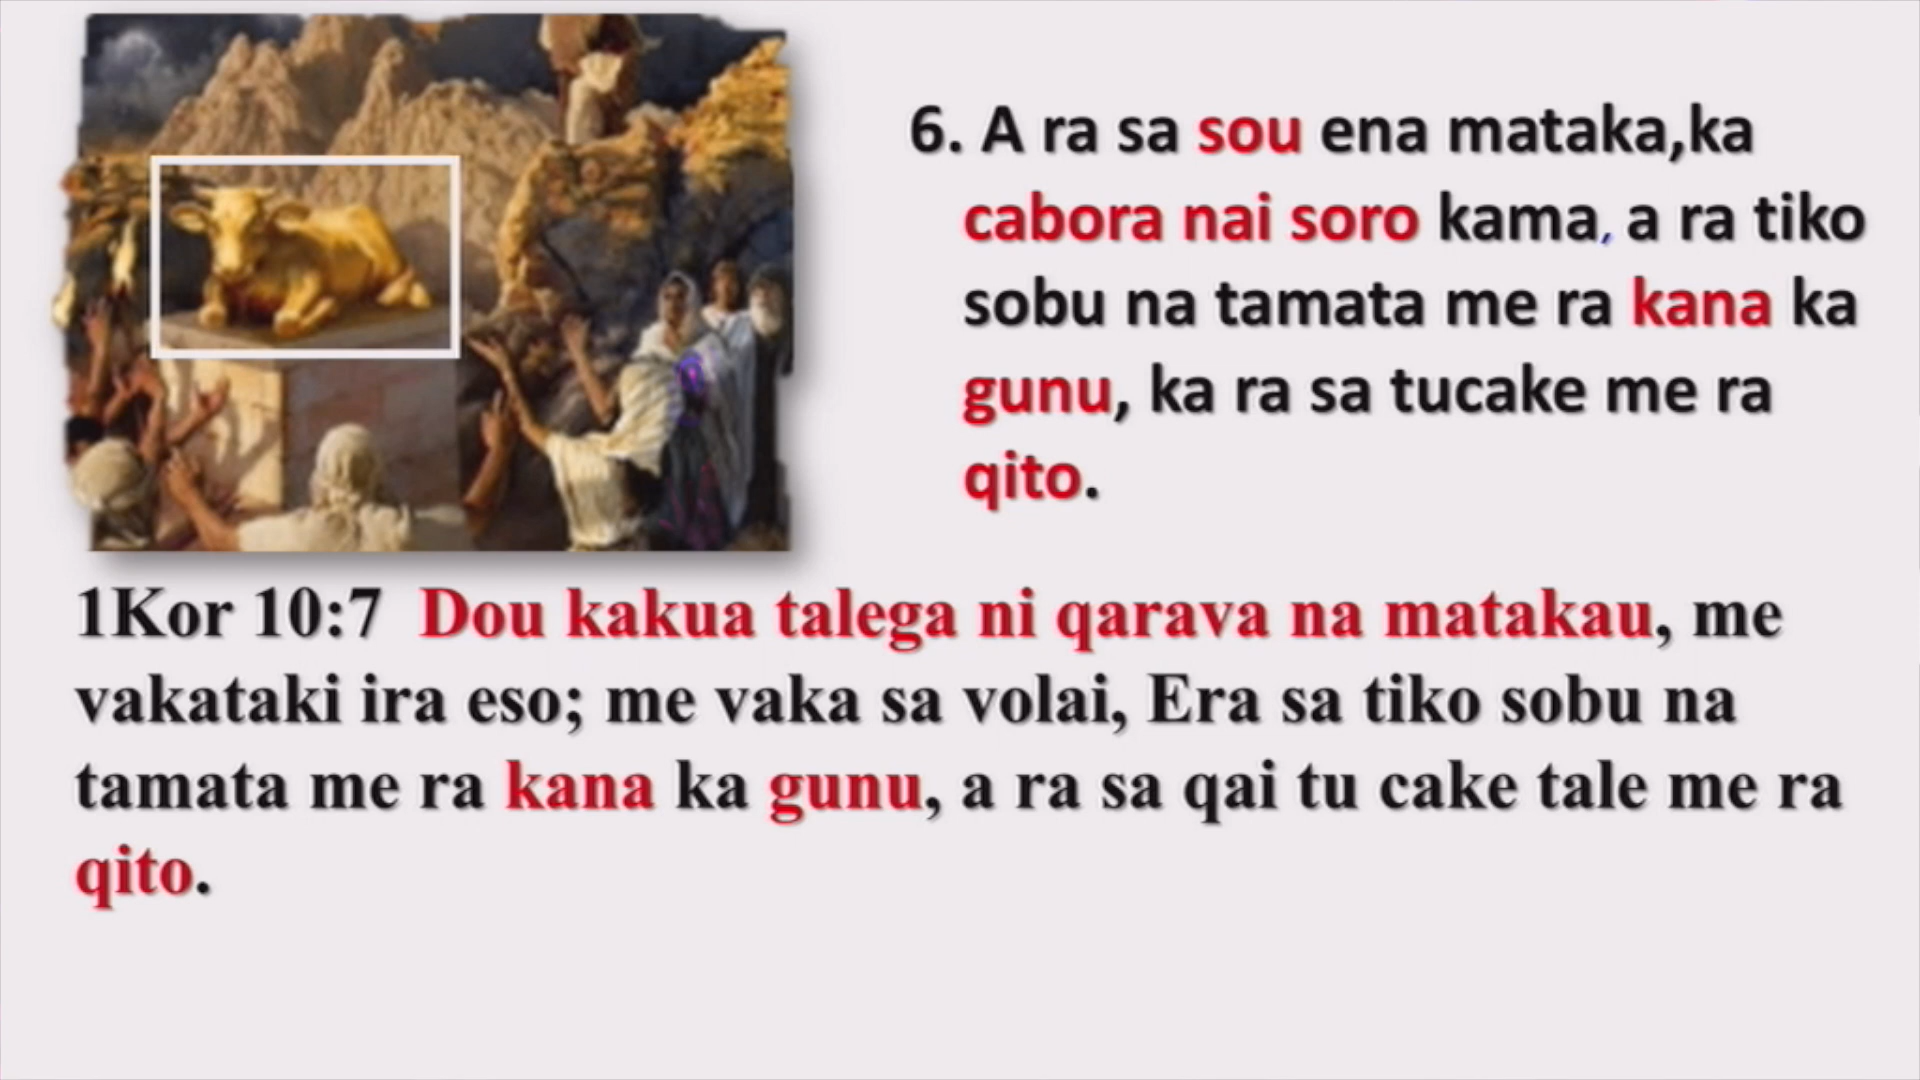 6. A ra sa sou ena mataka,ka
cabora nai soro kama, a ra tiko
sobu na tamata me ra kana ka
gunu, ka ra sa tucake me ra
qito.
1Kor 10:7 Dou kakua talega ni qarava na matakau, me
vakataki ira eso; me vaka sa volai, Era sa tiko sobu na
tamata me ra kana ka gunu, a ra sa qai tu cake tale me ra
qito.